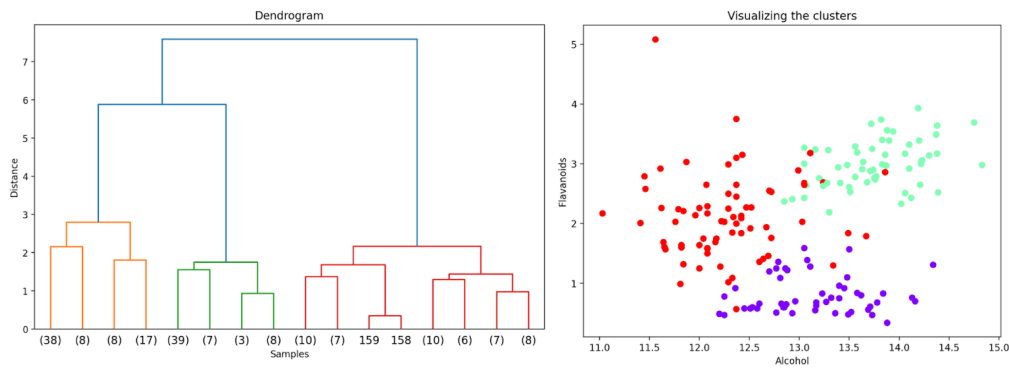 Dendrogram
Distance
7
6
5
4
3
2
1
0
(38) (8) (8) (17) (39) (7) (3) (8) (10) (7) 159 158 (10) (6) (7) (8)
Samples
Visualizing the clusters
Flavanoids
5
4
3
2
1
11.0 11.5 12.0 12.5 13.0 13.5 14.0 14.5 15.0
Alcohol